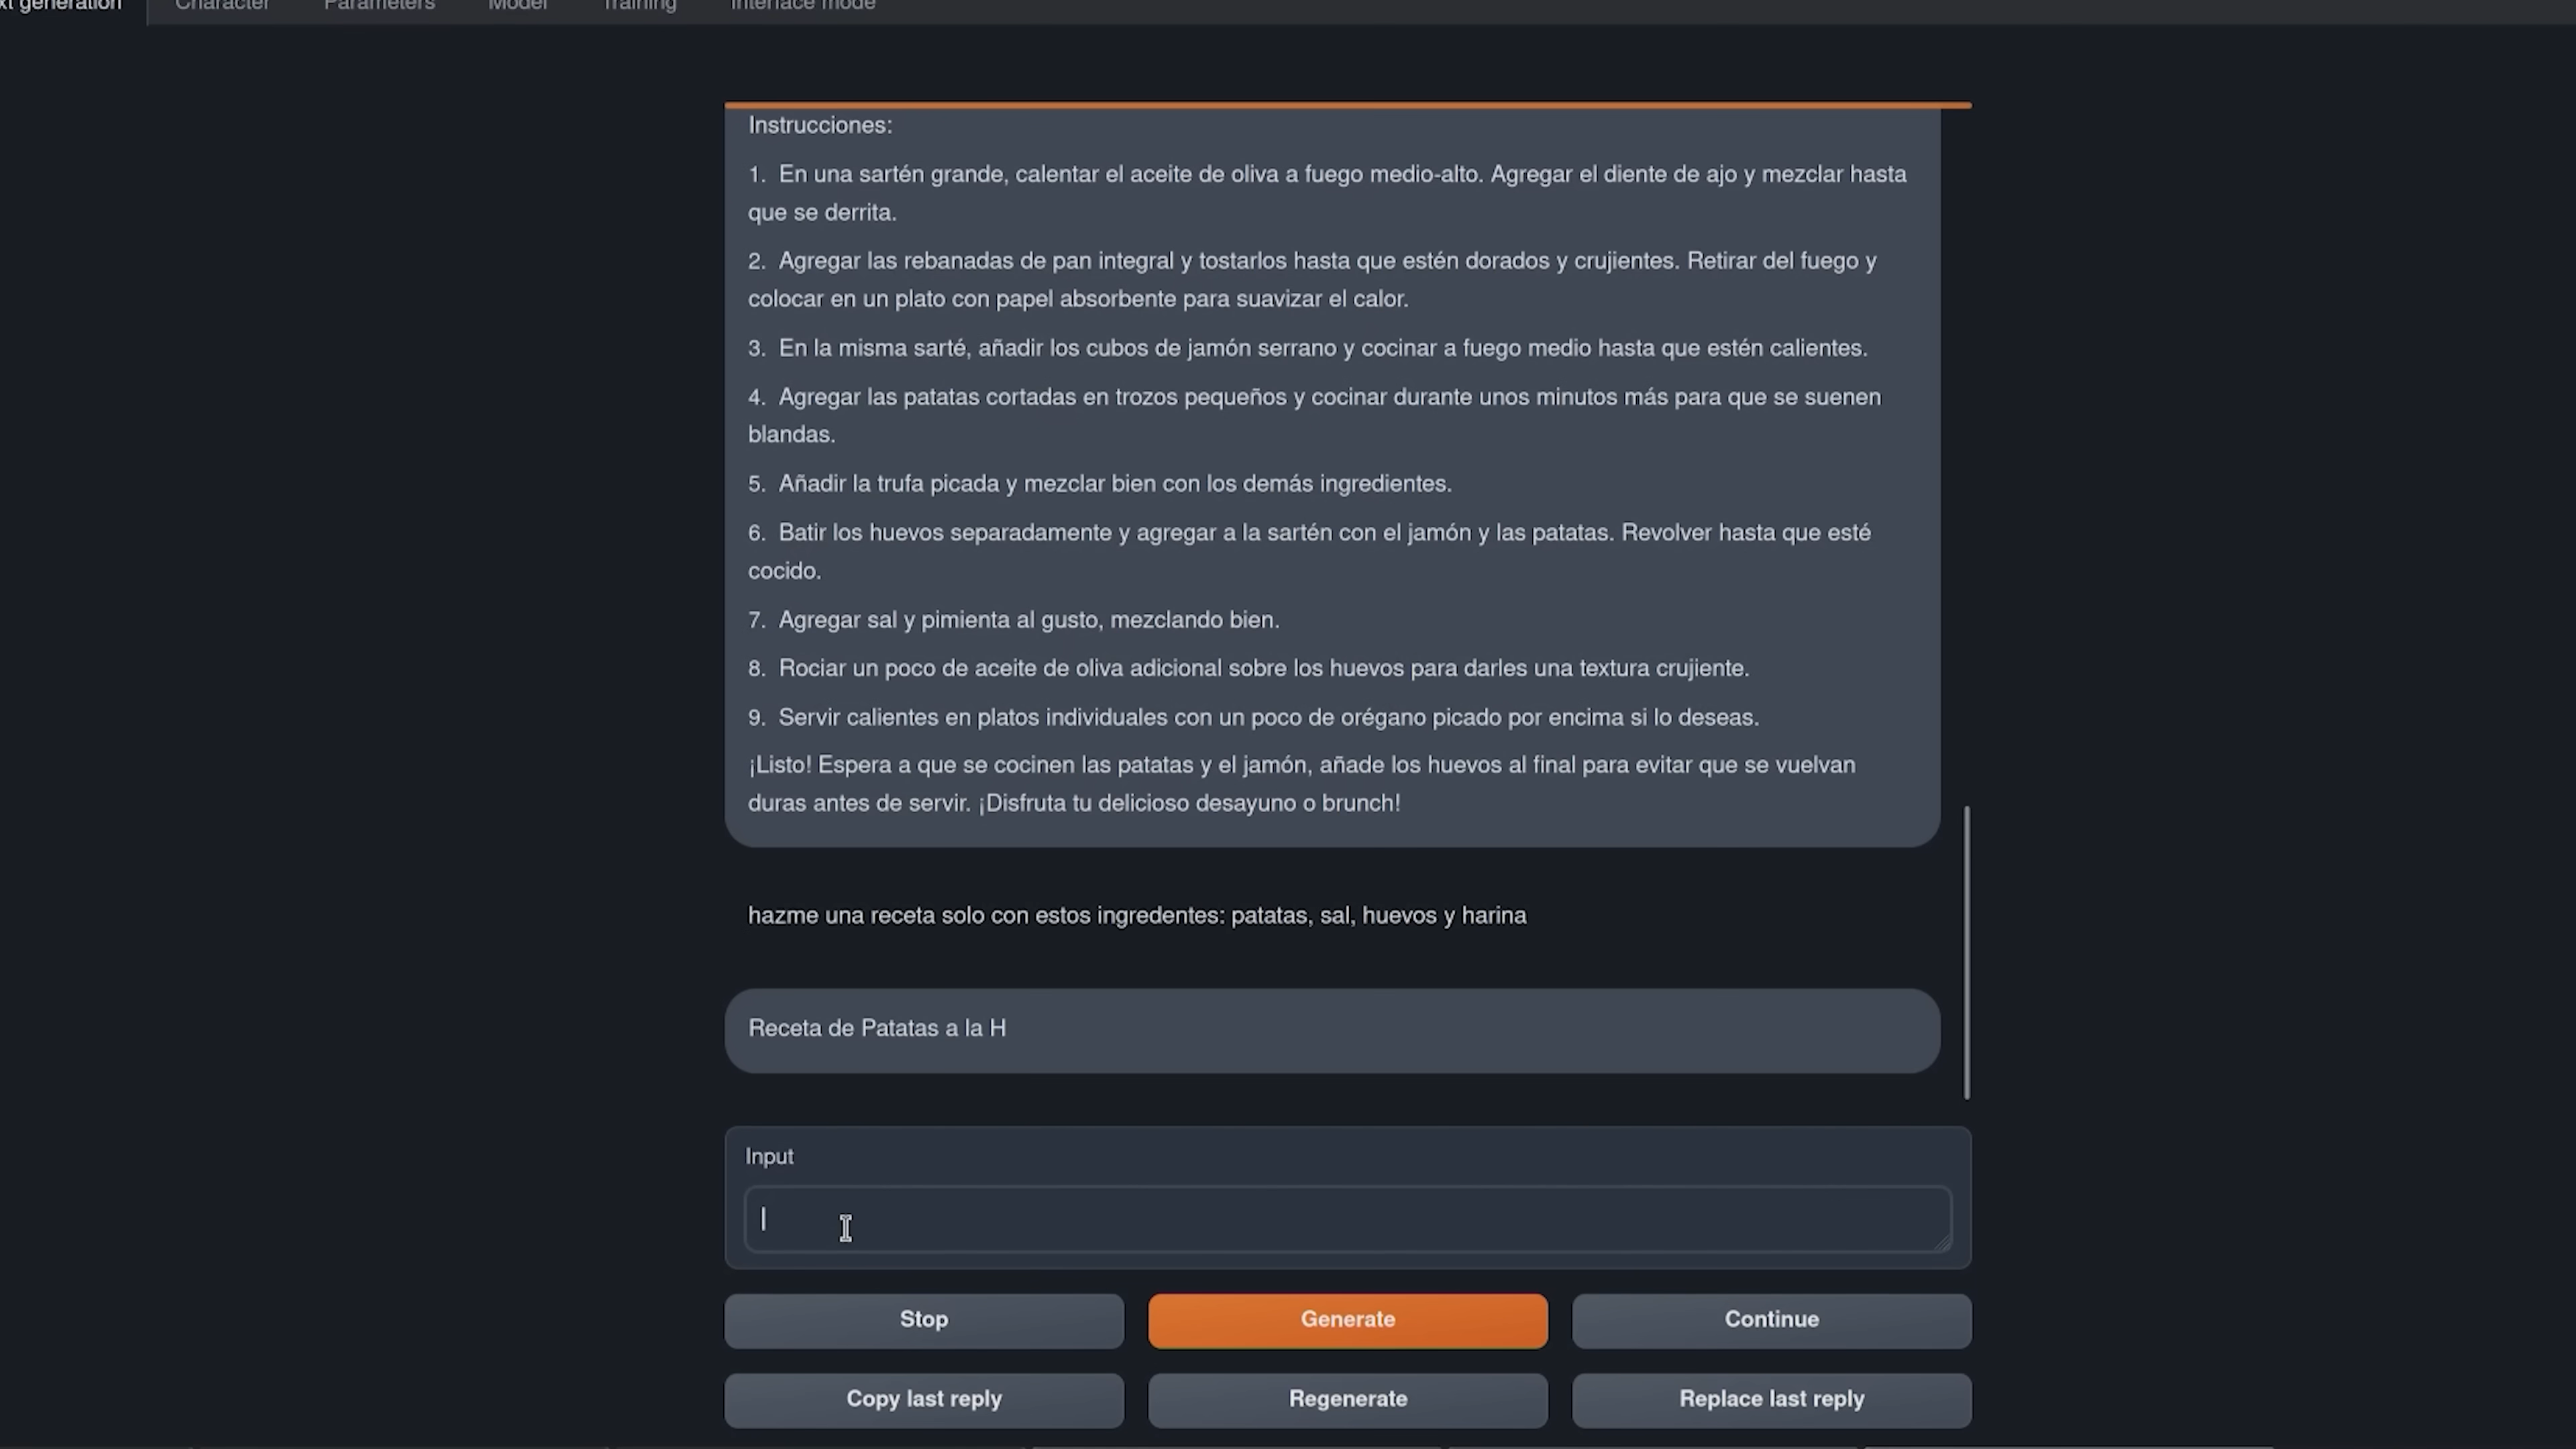 xt generation Character Parameters Model Training Interface mode
Instrucciones:
1. En una sartén grande, calentar el aceite de oliva a fuego medio-alto. Agregar el diente de ajo y mezclar hasta
que se derrita.
2. Agregar las rebanadas de pan integral y tostarlos hasta que estén dorados y crujientes. Retirar del fuego y
colocar en un plato con papel absorbente para suavizar el calor.
3. En la misma sarté, añadir los cubos de jamón serrano y cocinar a fuego medio hasta que estén calientes.
4. Agregar las patatas cortadas en trozos pequeños y cocinar durante unos minutos más para que se suenen
blandas.
5. Añadir la trufa picada y mezclar bien con los demás ingredientes.
6. Batir los huevos separadamente y agregar a la sartén con el jamón y las patatas. Revolver hasta que esté
cocido.
7. Agregar sal y pimienta al gusto, mezclando bien.
8. Rociar un poco de aceite de oliva adicional sobre los huevos para darles una textura crujiente.
9. Servir calientes en platos individuales con un poco de orégano picado por encima si lo deseas.
¡Listo! Espera a que se cocinen las patatas y el jamón, añade los huevos al final para evitar que se vuelvan
duras antes de servir. ¡Disfruta tu delicioso desayuno o brunch!
hazme una receta solo con estos ingredentes: patatas, sal, huevos y harina
Receta de Patatas a la H
Input
Stop Generate Continue
Copy last reply Regenerate Replace last reply